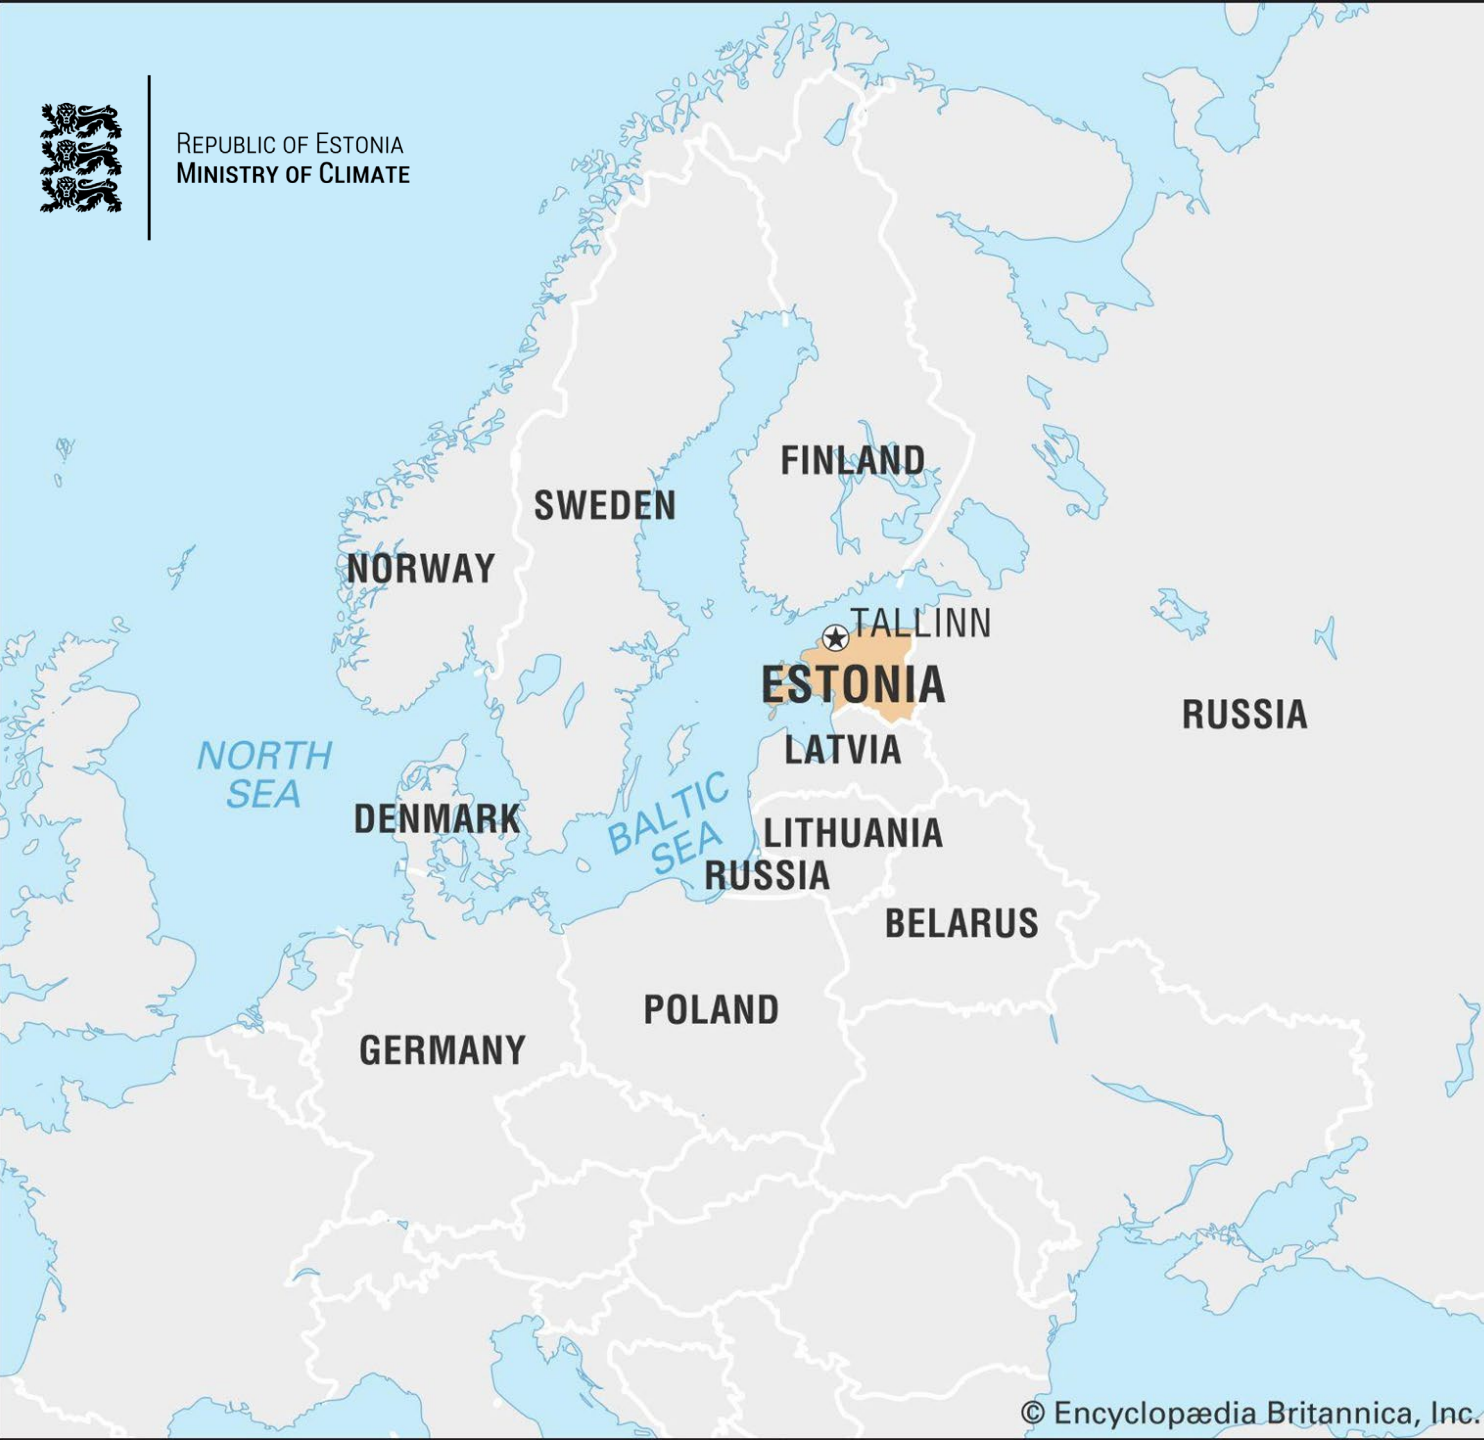 REPUBLIC OF ESTONIA
MINISTRY OF CLIMATE
FINLAND
SWEDEN
NORWAY
TALLINN
ESTONIA
RUSSIA
LATVIA
NORTH
SEA
DENMARK
BALTIC
SEA
LITHUANIA
RUSSIA
BELARUS
POLAND
GERMANY
© Encyclopædia Britannica, Inc.